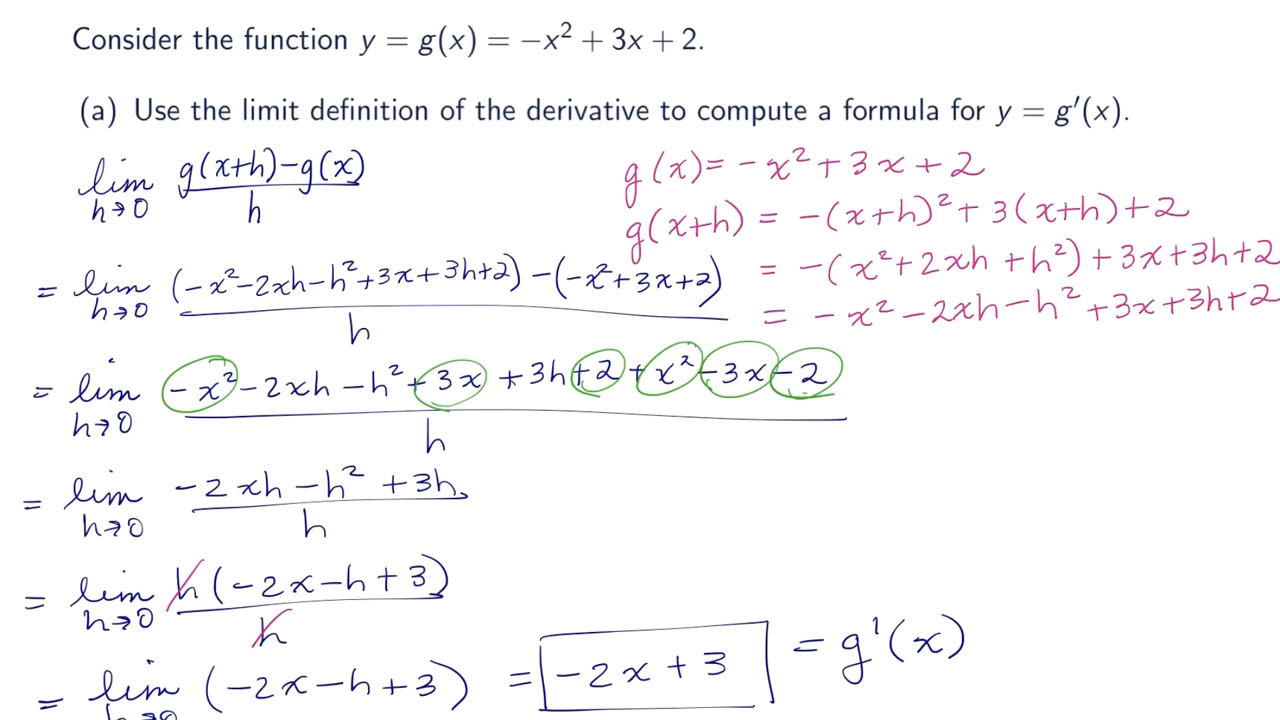 Consider the function y = g(x) = −x² + 3x + 2.
(a) Use the limit definition of the derivative to compute a formula for y = g′(x).
lim h→0 g(x+h)−g(x) / h
g(x) = −x² + 3x + 2
g(x+h) = −(x+h)² + 3(x+h) + 2
= −(x² + 2xh + h²) + 3x + 3h + 2
= −x² − 2xh − h² + 3x + 3h + 2
= lim h→0 (−x² − 2xh − h² + 3x + 3h + 2) − (−x² + 3x + 2) / h
= lim h→0 −x² − 2xh − h² + 3x + 3h + 2 + x² − 3x − 2 / h
= lim h→0 −2xh − h² + 3h / h
= lim h→0 h(−2x − h + 3) / h
= lim h→0 (−2x − h + 3) = −2x + 3 = g′(x)